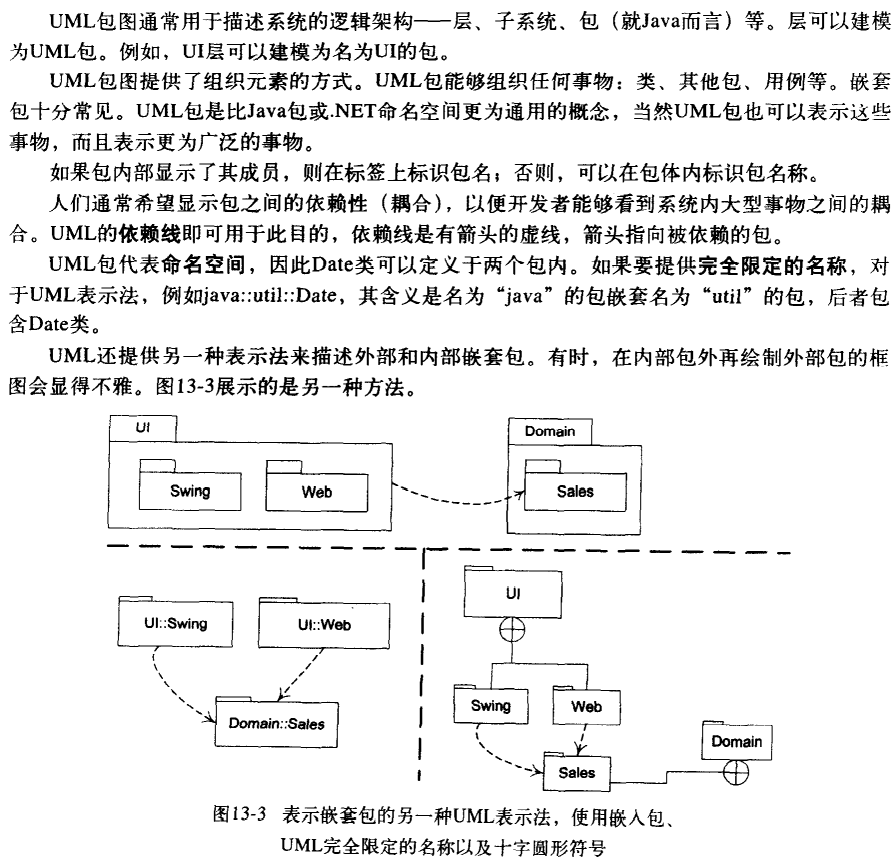 UML包图通常用于描述系统的逻辑架构——层、子系统、包（就Java而言）等。层可以建模
为UML包。例如，UI层可以建模为名为UI的包。
UML包图提供了组织元素的方式。UML包能够组织任何事物：类、其他包、用例等。嵌套
包十分常见。UML包是比Java包或.NET命名空间更为通用的概念，当然UML包也可以表示这些
事物，而且表示更为广泛的事物。
如果包内部显示了其成员，则在标签上标识包名；否则，可以在包体内标识包名称。
人们通常希望显示包之间的依赖性（耦合），以便开发者能够看到系统内大型事物之间的耦
合。UML的依赖线即可用于此目的，依赖线是有箭头的虚线，箭头指向被依赖的包。
UML包代表命名空间，因此Date类可以定义于两个包内。如果要提供完全限定的名称，对
于UML表示法，例如java::util::Date，其含义是名为“java”的包嵌套名为“util”的包，后者包
含Date类。
UML还提供另一种表示法来描述外部和内部嵌套包。有时，在内部包外再绘制外部包的框
图会显得不雅。图13-3展示的是另一种方法。
UI
Domain
Swing
Web
Sales
UI::Swing
UI::Web
Domain::Sales
UI
Swing
Web
Domain
Sales
图13-3 表示嵌套包的另一种UML表示法，使用嵌入包、
UML完全限定的名称以及十字圆形符号